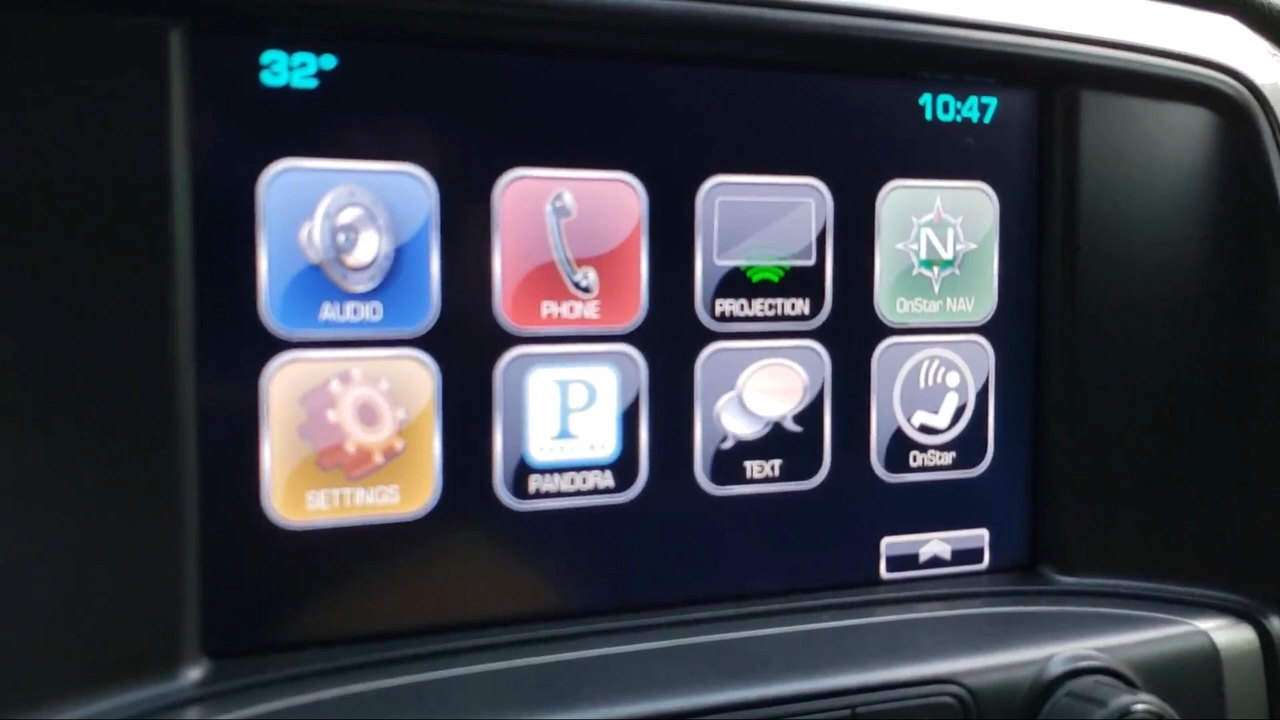 32°
10:47
AUDIO
PHONE
PROJECTION
N
OnStar NAV
SETTINGS
P
PANDORA
TEXT
OnStar